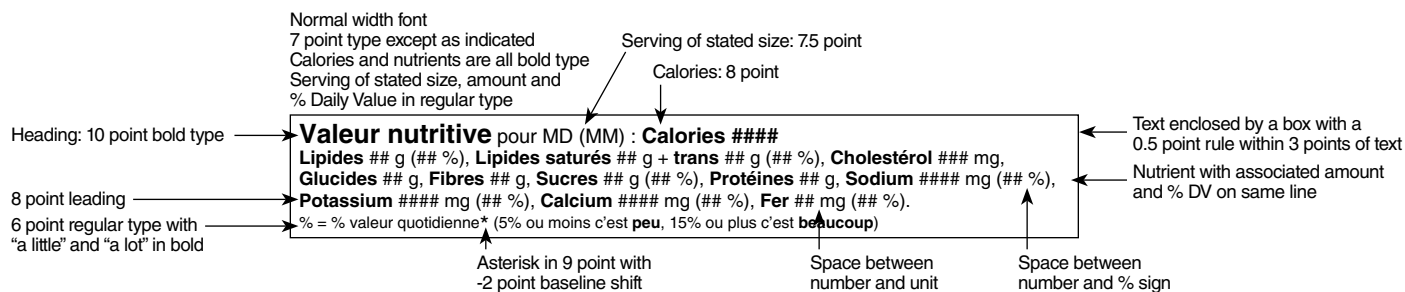 Normal width font
7 point type except as indicated
Calories and nutrients are all bold type
Serving of stated size, amount and
% Daily Value in regular type
Serving of stated size: 7.5 point
Calories: 8 point
Heading: 10 point bold type
Valeur nutritive pour MD (MM) : Calories ####
Lipides ## g (## %), Lipides saturés ## g + trans ## g (## %), Cholestérol ### mg,
Glucides ## g, Fibres ## g, Sucres ## g (## %), Protéines ## g, Sodium #### mg (## %),
Potassium #### mg (## %), Calcium #### mg (## %), Fer ## mg (## %).
% = % valeur quotidienne* (5% ou moins c'est peu, 15% ou plus c'est beaucoup)
Text enclosed by a box with a
0.5 point rule within 3 points of text
Nutrient with associated amount
and % DV on same line
8 point leading
6 point regular type with
“a little” and “a lot” in bold
Asterisk in 9 point with
-2 point baseline shift
Space between
number and unit
Space between
number and % sign